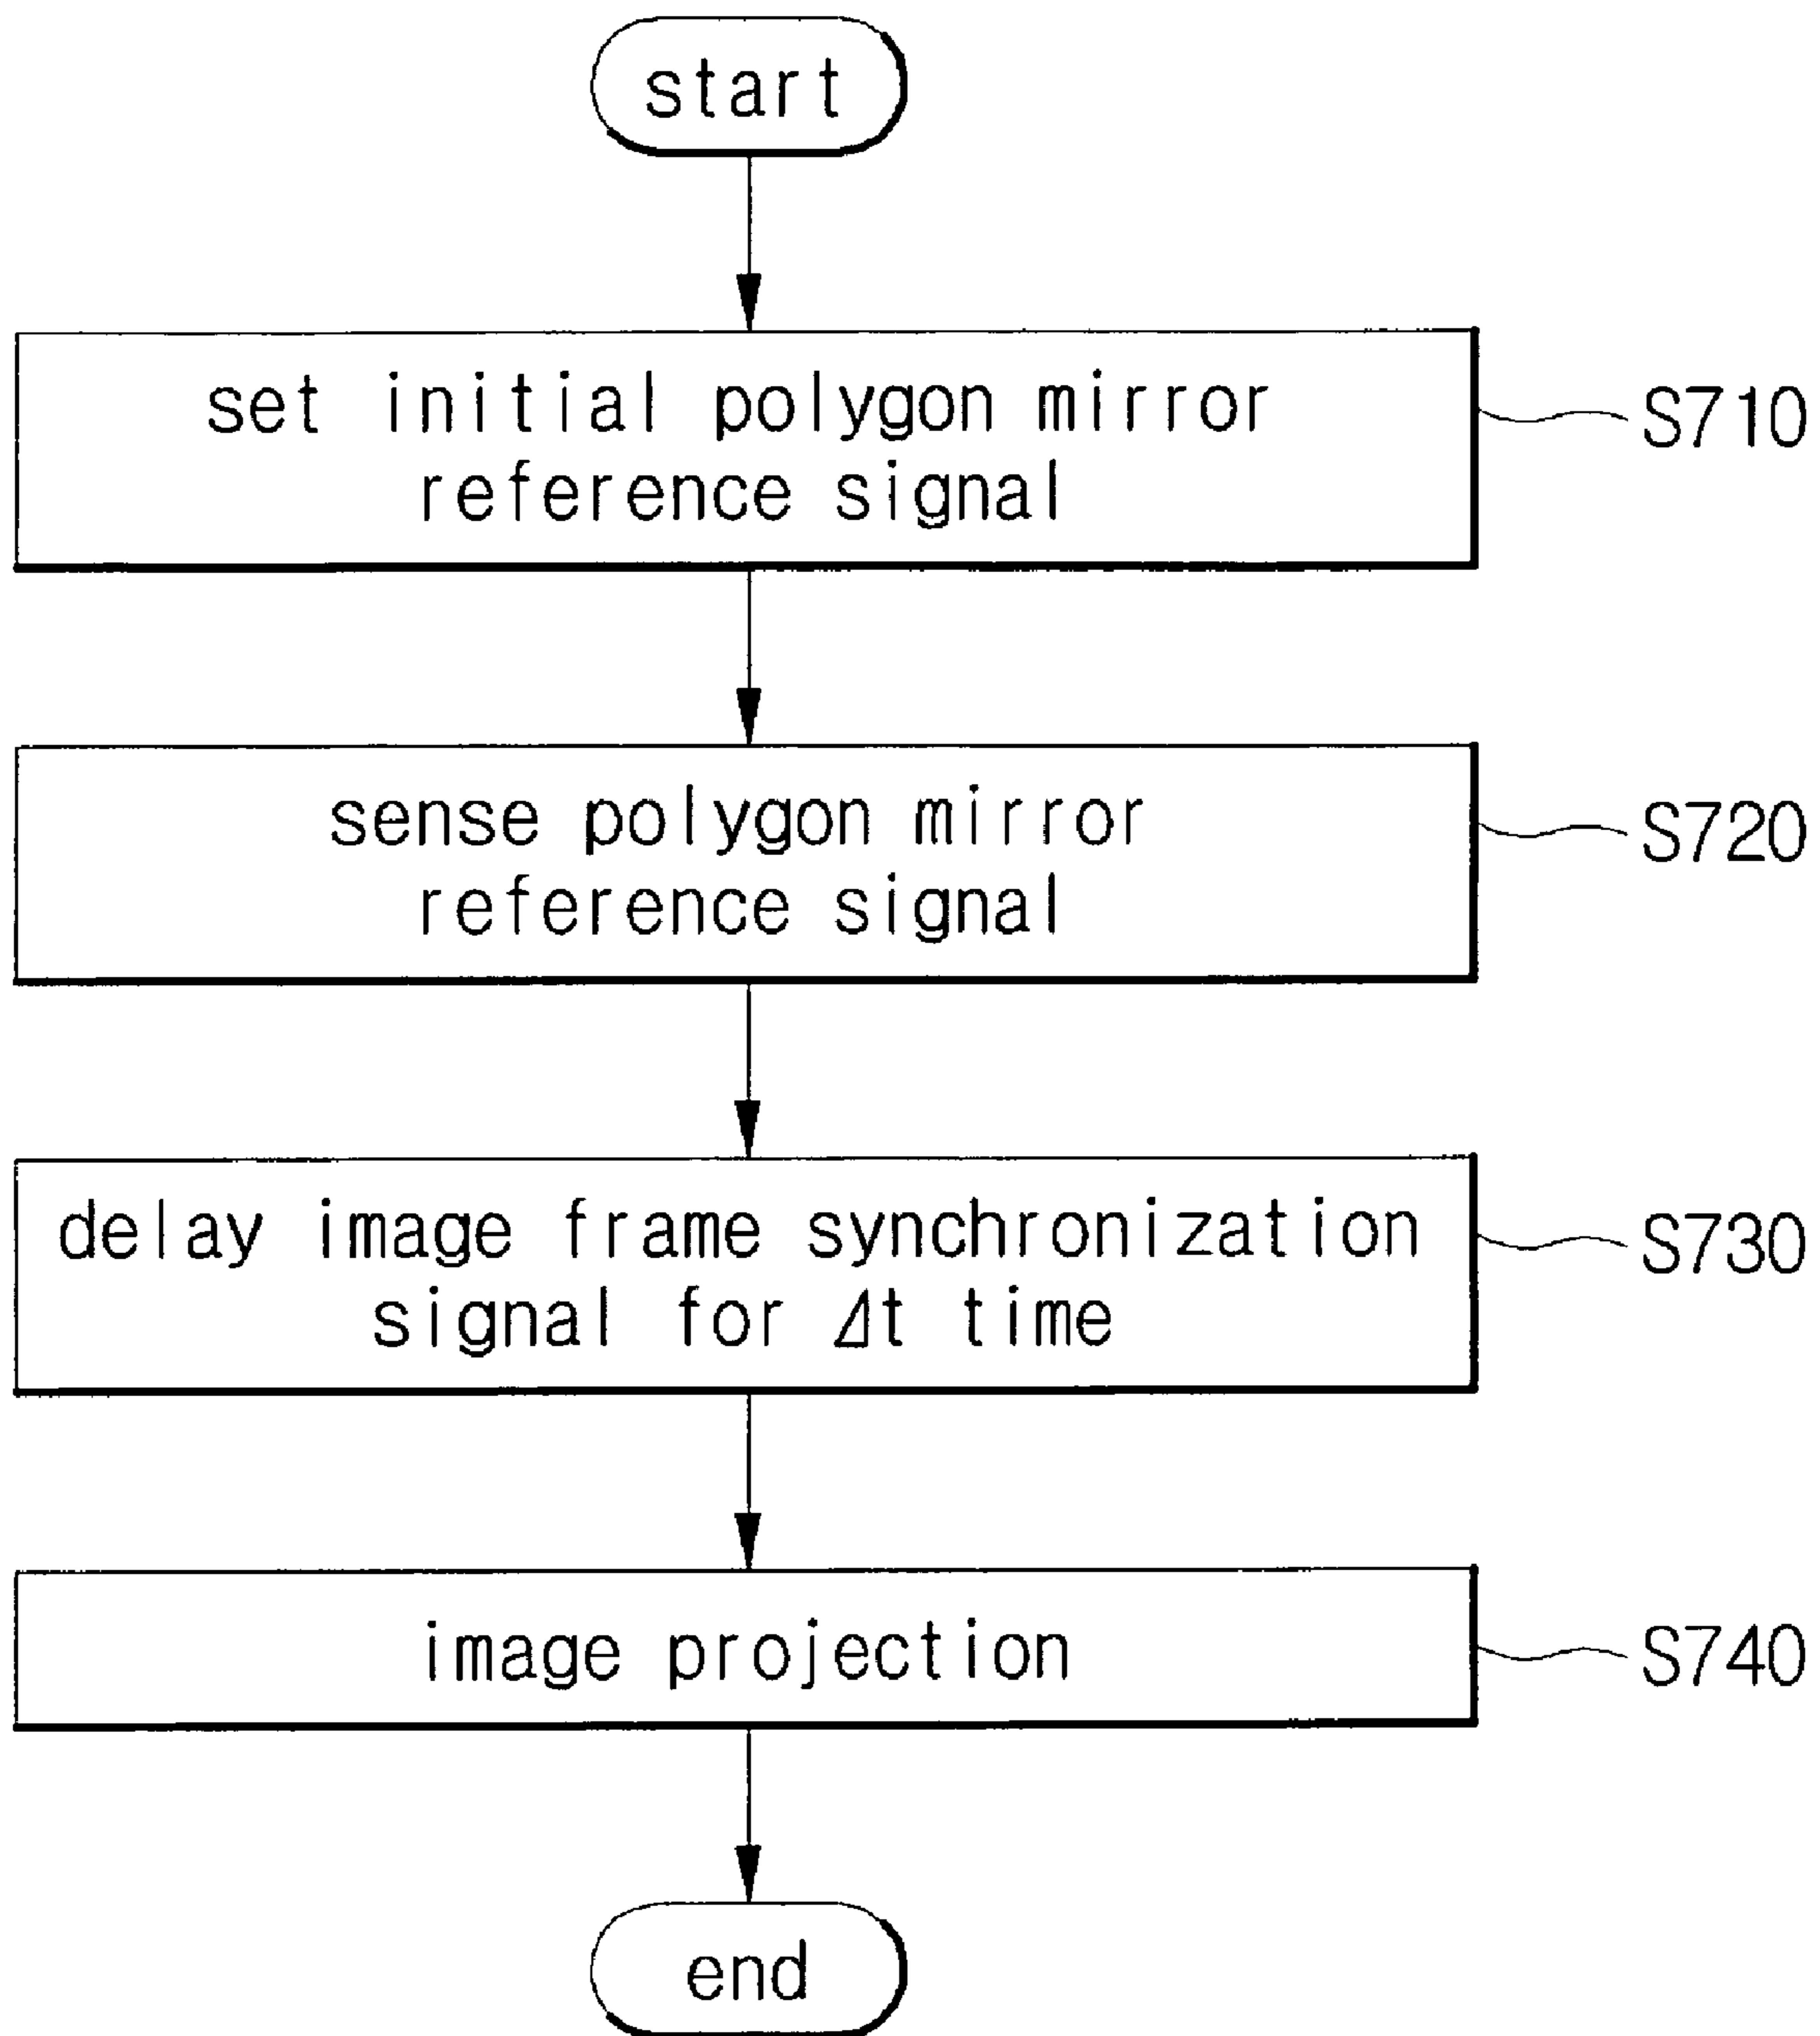 start
set initial polygon mirror
reference signal
S710
sense polygon mirror
reference signal
S720
delay image frame synchronization
signal for Δt time
S730
image projection
S740
end